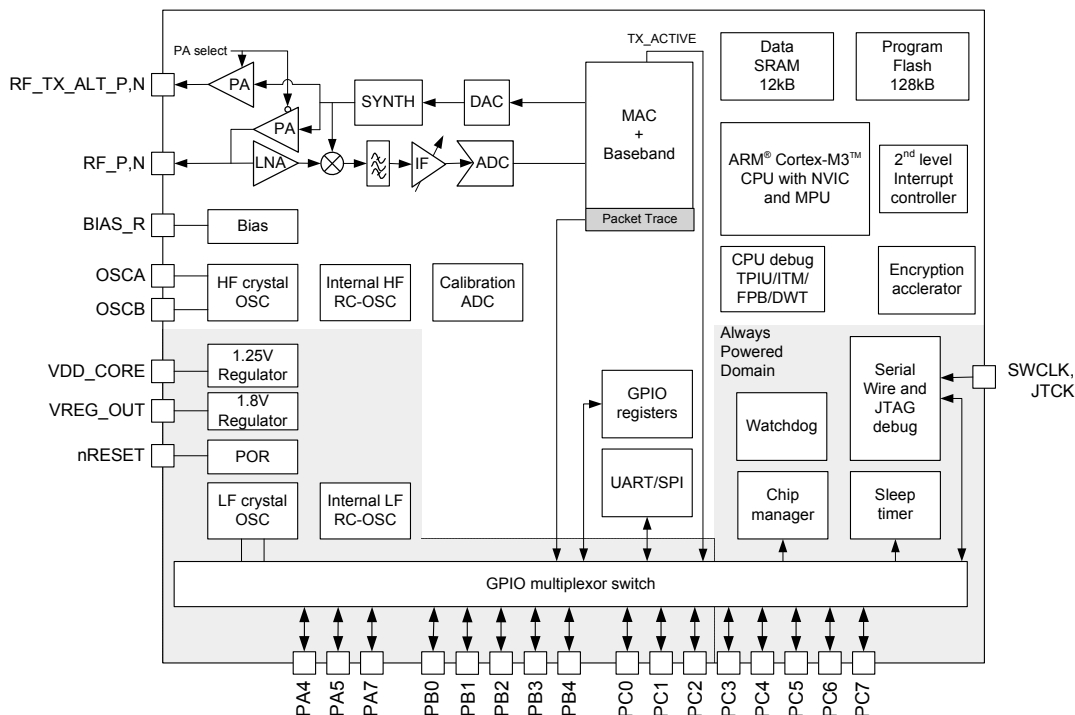 TX_ACTIVE
PA select
RF_TX_ALT_P,N
PA
SYNTH
DAC
MAC
+
Baseband
Data
SRAM
12kB
Program
Flash
128kB
PA
RF_P,N
LNA
IF
ADC
ARM® Cortex-M3™
CPU with NVIC
and MPU
2nd level
Interrupt
controller
Packet Trace
BIAS_R
Bias
OSCA
OSCB
HF crystal
OSC
Internal HF
RC-OSC
Calibration
ADC
CPU debug
TPIU/ITM/
FPB/DWT
Encryption
acclerator
Always
Powered
Domain
VDD_CORE
1.25V
Regulator
VREG_OUT
1.8V
Regulator
nRESET
POR
LF crystal
OSC
Internal LF
RC-OSC
GPIO
registers
UART/SPI
Watchdog
Serial
Wire and
JTAG
debug
SWCLK,
JTCK
Chip
manager
Sleep
timer
GPIO multiplexor switch
PA4
PA5
PA7
PB0
PB1
PB2
PB3
PB4
PC0
PC1
PC2
PC3
PC4
PC5
PC6
PC7